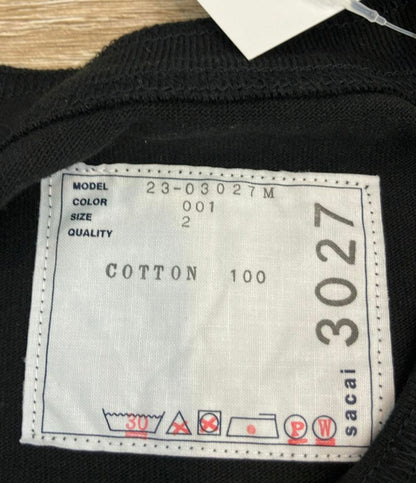 MODEL 23-03027M
COLOR 001
SIZE 2
QUALITY
COTTON 100
3027
sacai
30
P
W